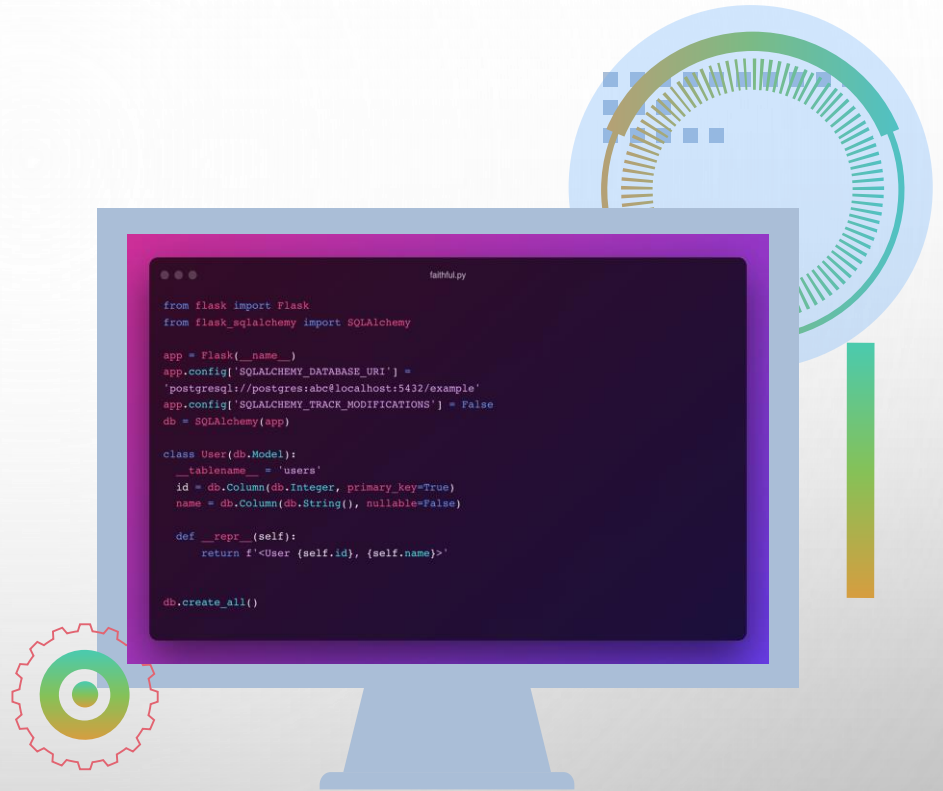 faithful.py
from flask import Flask
from flask_sqlalchemy import SQLAlchemy
app = Flask(__name__)
app.config['SQLALCHEMY_DATABASE_URI'] =
'postgresql://postgres:abc@localhost:5432/example'
app.config['SQLALCHEMY_TRACK_MODIFICATIONS'] = False
db = SQLAlchemy(app)
class User(db.Model):
  __tablename__ = 'users'
  id = db.Column(db.Integer, primary_key=True)
  name = db.Column(db.String(), nullable=False)
  def __repr__(self):
      return f'<User {self.id}, {self.name}>'
db.create_all()